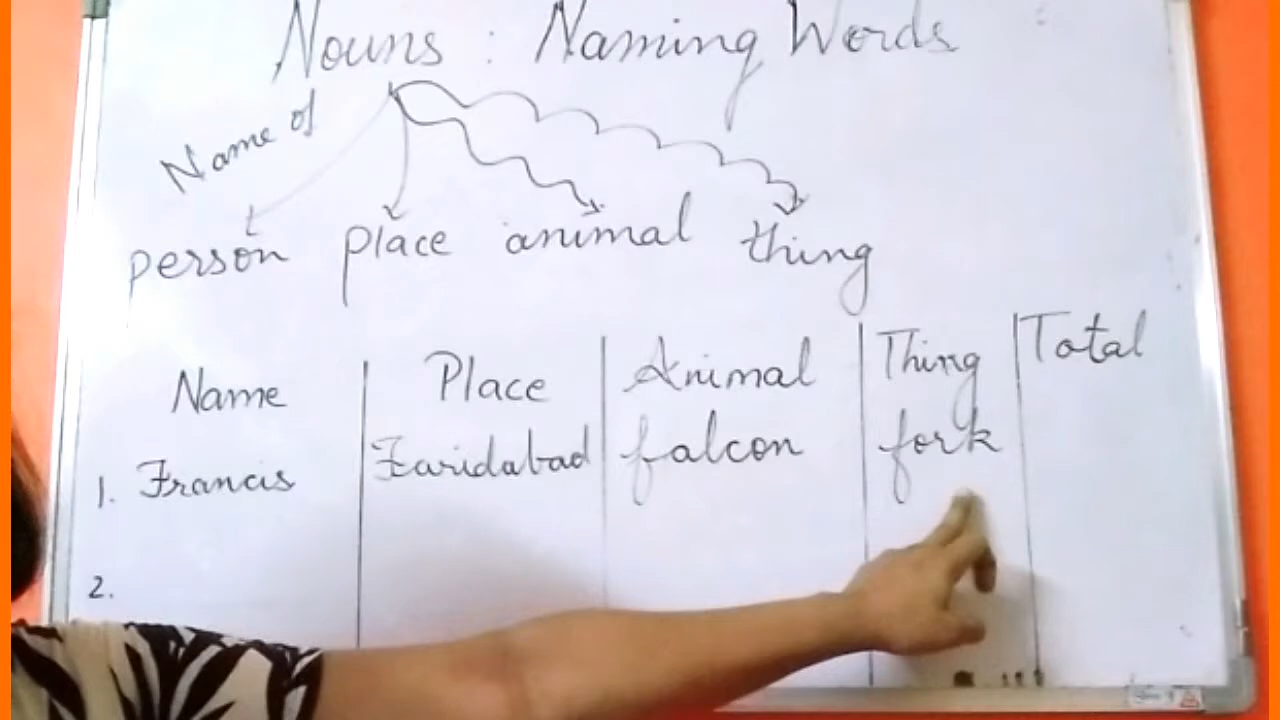 Nouns : Naming Words
Name of
person place animal thing
Name Place Animal Thing Total
1. Francis Faridabad falcon fork
2.